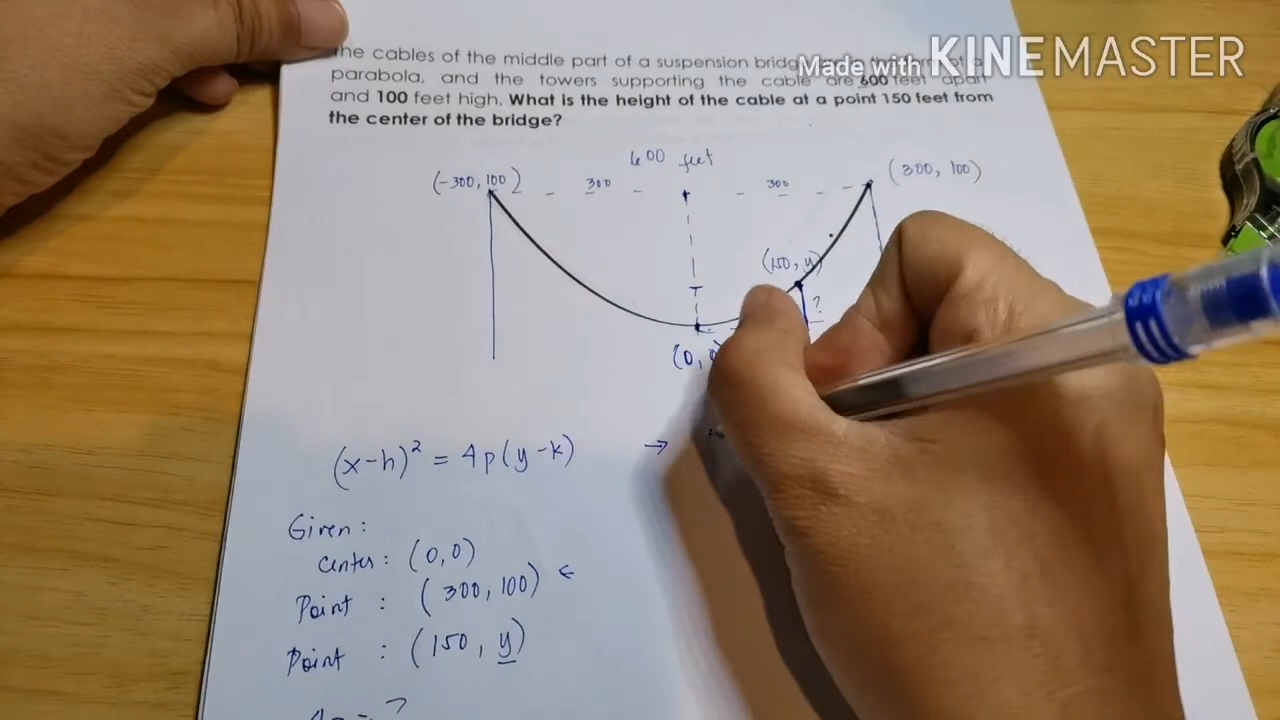 Made with KINEMASTER
The cables of the middle part of a suspension
parabola, and the towers supporting the cable are 600 feet apart
and 100 feet high. What is the height of the cable at a point 150 feet from
the center of the bridge?
600 feet
(-300, 100)
300
300
(300, 100)
(150, y)
?
(0,
(x-h)² = 4p(y-k)
→
Given:
Center: (0,0)
Point : (300, 100) ←
Point : (150, y)